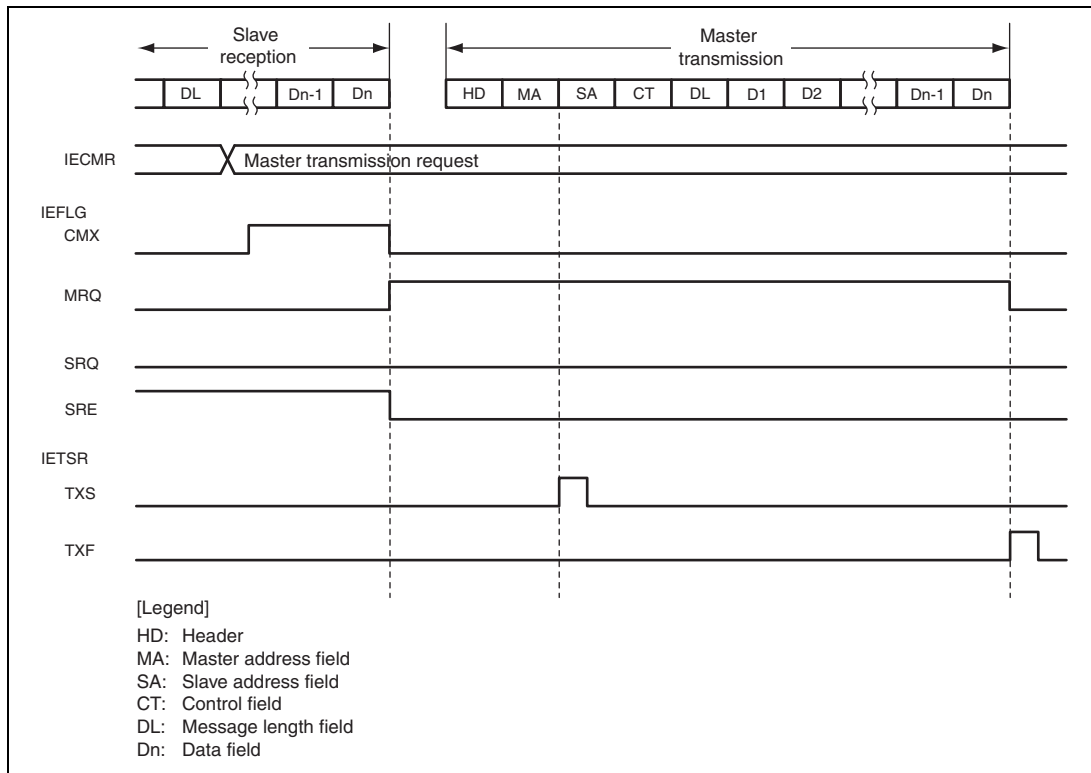 Slave
reception
Master
transmission
DL Dn-1 Dn HD MA SA CT DL D1 D2 Dn-1 Dn
IECMR Master transmission request
IEFLG
CMX
MRQ
SRQ
SRE
IETSR
TXS
TXF
[Legend]
HD: Header
MA: Master address field
SA: Slave address field
CT: Control field
DL: Message length field
Dn: Data field